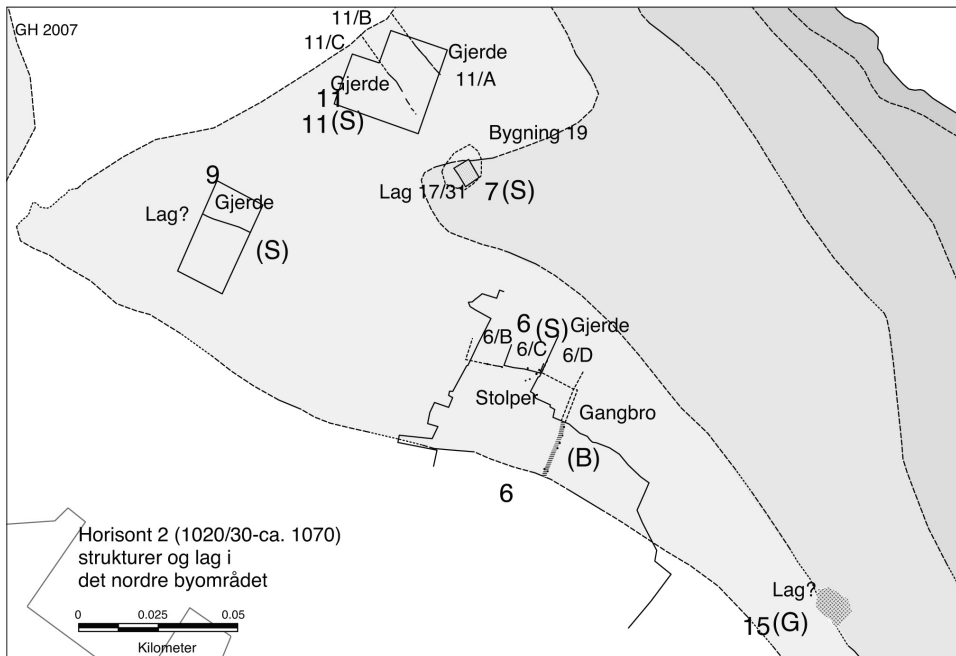 GH 2007
11/B
11/C
Gjerde
11/A
Gjerde
11
11 (S)
Bygning 19
Lag 17/31
7 (S)
9
Gjerde
Lag?
(S)
6 (S) Gjerde
6/B
6/C
6/D
Stolper
Gangbro
(B)
6
Horisont 2 (1020/30-ca. 1070)
strukturer og lag i
det nordre byområdet
0 0.025 0.05
Kilometer
Lag?
15 (G)